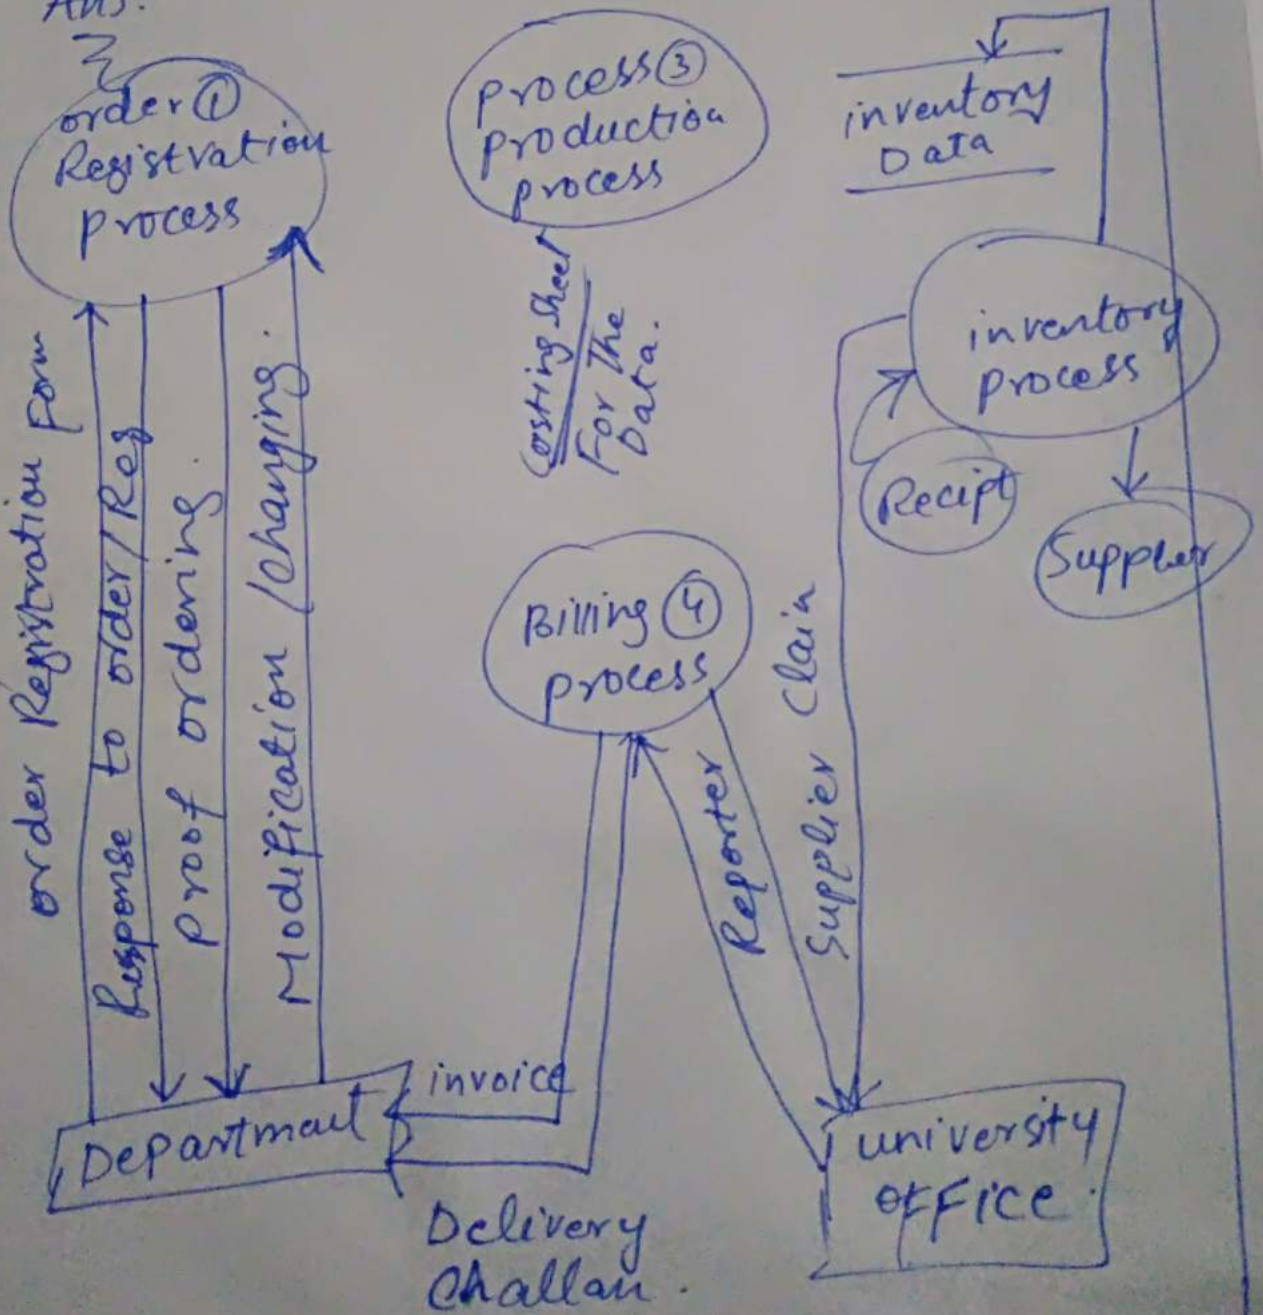 Ans.
order ①
Registration
process
process ③
production
process
inventory
Data
inventory
process
Recipt
Supplier
Costing Sheet
For The
Data.
order Registration Form
Response to order/Reg
Proof ordering.
Modification/changing.
Billing ④
process
Reporter
Supplier Claim
Department
invoice
Delivery
Challan.
university
OFFice.